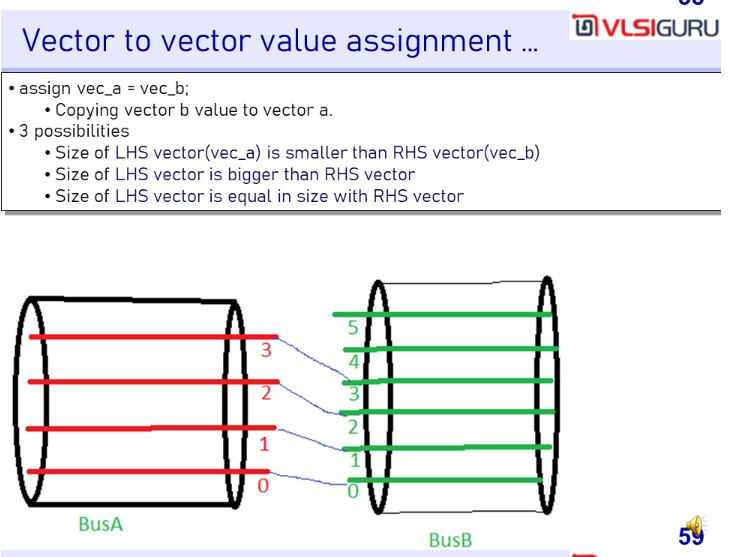 VLSIGURU
Vector to vector value assignment ...
• assign vec_a = vec_b;
• Copying vector b value to vector a.
• 3 possibilities
• Size of LHS vector(vec_a) is smaller than RHS vector(vec_b)
• Size of LHS vector is bigger than RHS vector
• Size of LHS vector is equal in size with RHS vector
3
2
1
0
BusA
5
4
3
2
1
0
BusB
59